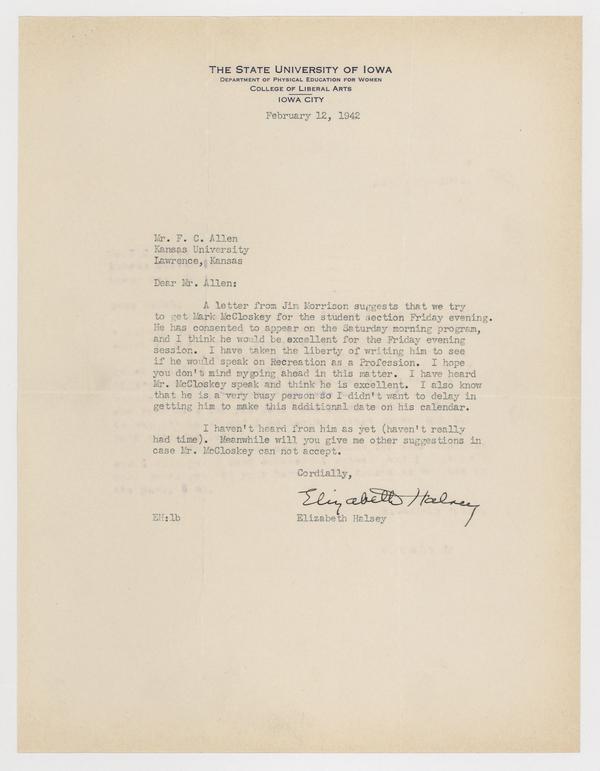 THE STATE UNIVERSITY OF IOWA
DEPARTMENT OF PHYSICAL EDUCATION FOR WOMEN
COLLEGE OF LIBERAL ARTS
IOWA CITY
February 12, 1942
Mr. F. C. Allen
Kansas University
Lawrence, Kansas
Dear Mr. Allen:
A letter from Jim Morrison suggests that we try
to get Mark McCloskey for the student section Friday evening.
He has consented to appear on the Saturday morning program,
and I think he would be excellent for the Friday evening
session. I have taken the liberty of writing him to see
if he would speak on Recreation as a Profession. I hope
you don't mind mygoing ahead in this matter. I have heard
Mr. McCloskey speak and think he is excellent. I also know
that he is a very busy person so I didn't want to delay in
getting him to make this additional date on his calendar.
I haven't heard from him as yet (haven't really
had time). Meanwhile will you give me other suggestions in
case Mr. McCloskey can not accept.
Cordially,
Elizabeth Halsey
EH:lb Elizabeth Halsey